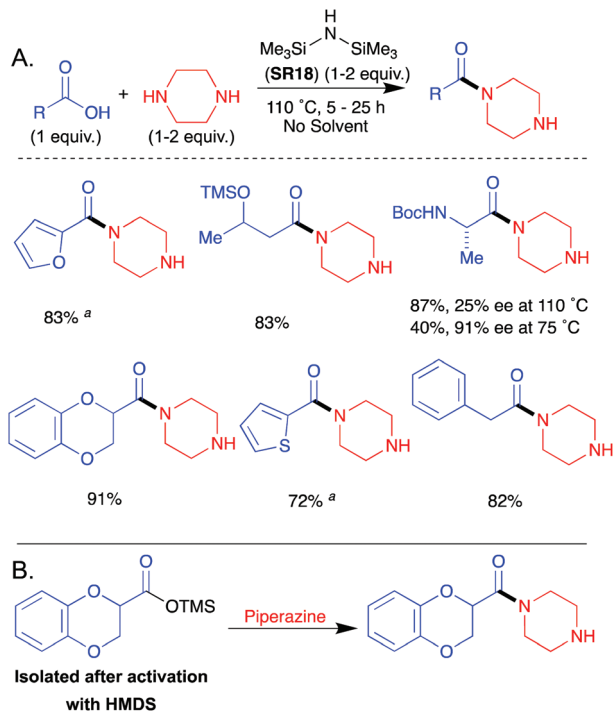 A.
H
N
Me3Si SiMe3
(SR18) (1-2 equiv.)
110 ˚C, 5 - 25 h
No Solvent
O
R OH
(1 equiv.)
+
HN NH
(1-2 equiv.)
O
R N
NH
O
N
O
NH
83% a
TMSO O
Me N
NH
83%
O
BocHN N
Me NH
87%, 25% ee at 110 ˚C
40%, 91% ee at 75 ˚C
O
O N
O NH
91%
O
N
S NH
72% a
O
N
NH
82%
B.
O
O
OTMS
O
Isolated after activation
with HMDS
Piperazine
O
O
N
O NH